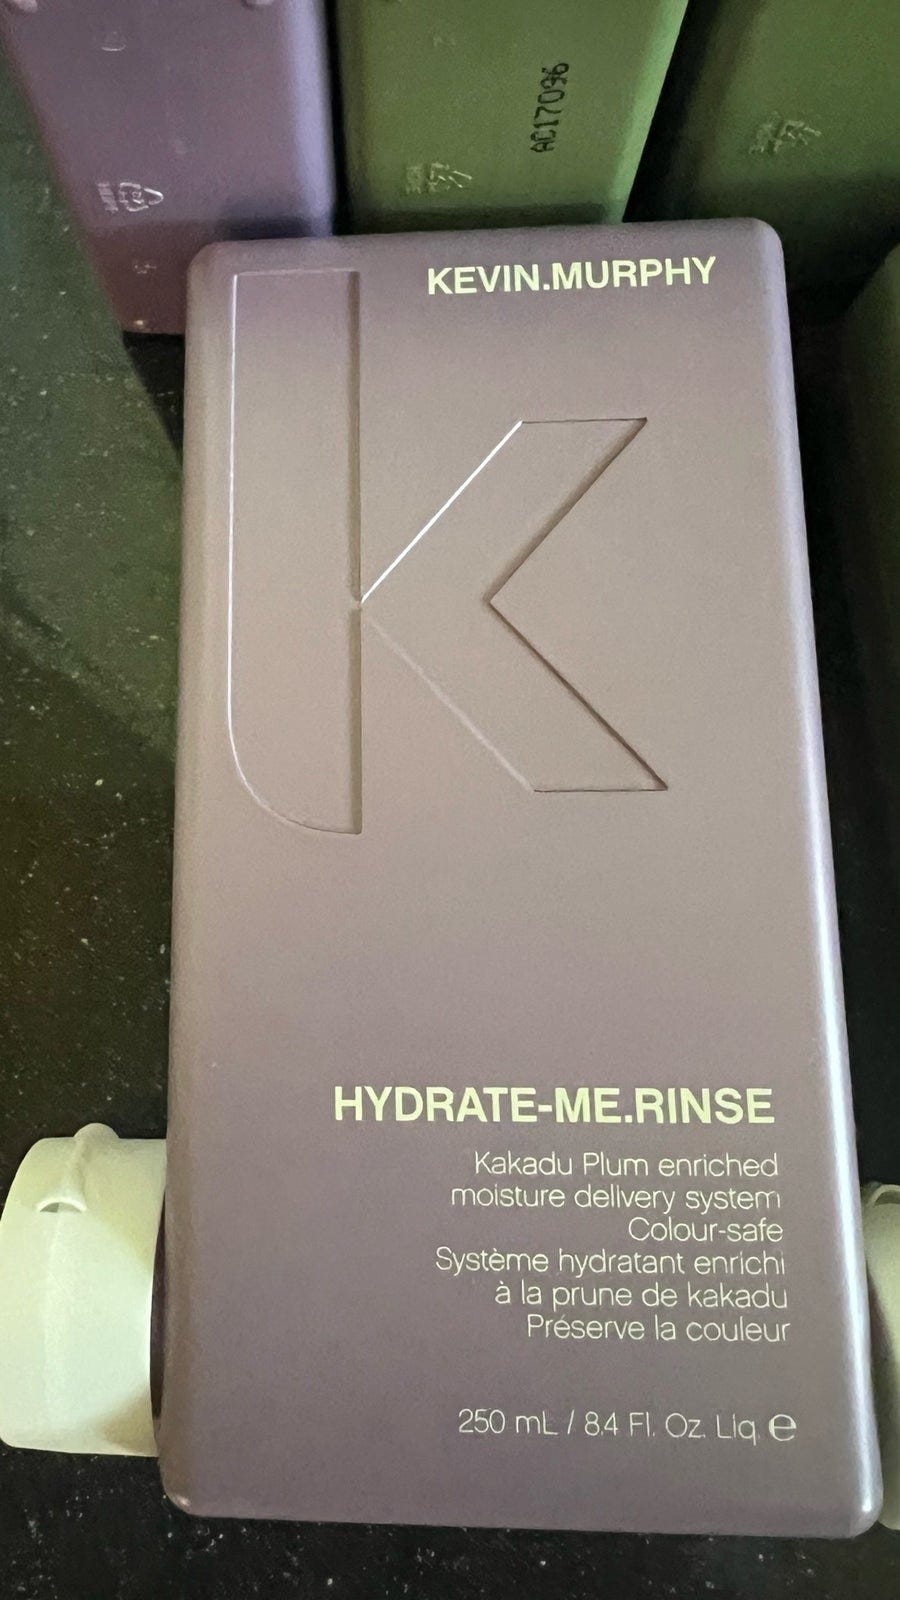 AC17096
KEVIN.MURPHY
HYDRATE-ME.RINSE
Kakadu Plum enriched
moisture delivery system
Colour-safe
Système hydratant enrichi
à la prune de kakadu
Préserve la couleur
250 mL / 8.4 Fl. Oz. Liq. ℮